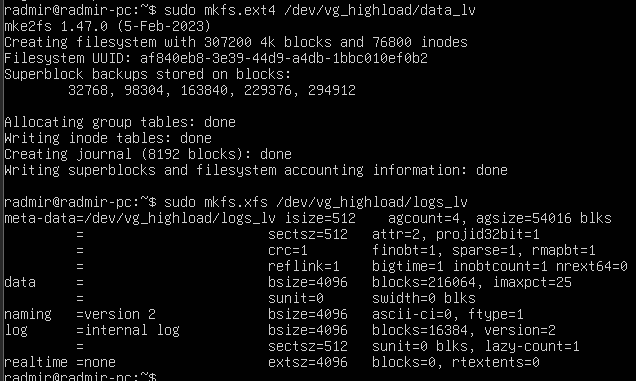 radmir@radmir-pc:~$ sudo mkfs.ext4 /dev/vg_highload/data_lv
mke2fs 1.47.0 (5-Feb-2023)
Creating filesystem with 307200 4k blocks and 76800 inodes
Filesystem UUID: af840eb8-3e39-44d9-a4db-1bbc010ef0b2
Superblock backups stored on blocks:
        32768, 98304, 163840, 229376, 294912

Allocating group tables: done
Writing inode tables: done
Creating journal (8192 blocks): done
Writing superblocks and filesystem accounting information: done

radmir@radmir-pc:~$ sudo mkfs.xfs /dev/vg_highload/logs_lv
meta-data=/dev/vg_highload/logs_lv isize=512    agcount=4, agsize=54016 blks
         =                       sectsz=512   attr=2, projid32bit=1
         =                       crc=1        finobt=1, sparse=1, rmapbt=1
         =                       reflink=1    bigtime=1 inobtcount=1 nrext64=0
data     =                       bsize=4096   blocks=216064, imaxpct=25
         =                       sunit=0      swidth=0 blks
naming   =version 2              bsize=4096   ascii-ci=0, ftype=1
log      =internal log           bsize=4096   blocks=16384, version=2
         =                       sectsz=512   sunit=0 blks, lazy-count=1
realtime =none                   extsz=4096   blocks=0, rtextents=0
radmir@radmir-pc:~$